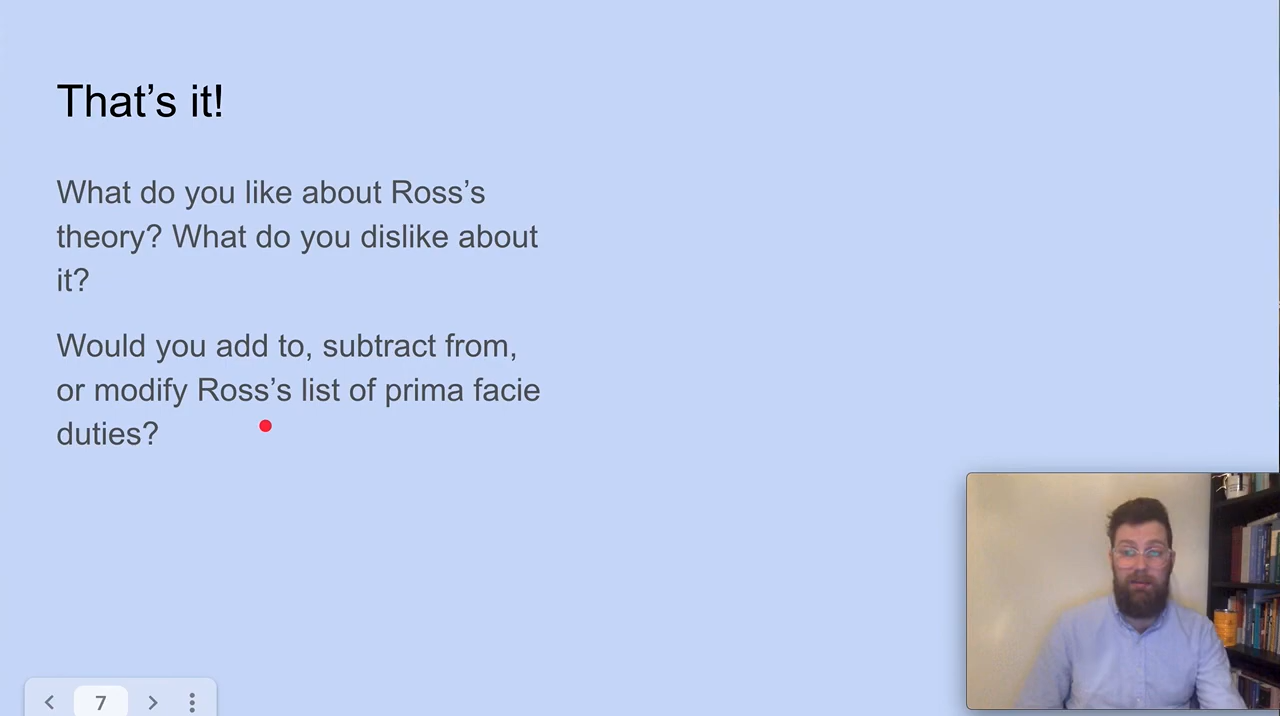 That’s it!
What do you like about Ross’s
theory? What do you dislike about
it?
Would you add to, subtract from,
or modify Ross’s list of prima facie
duties?
7